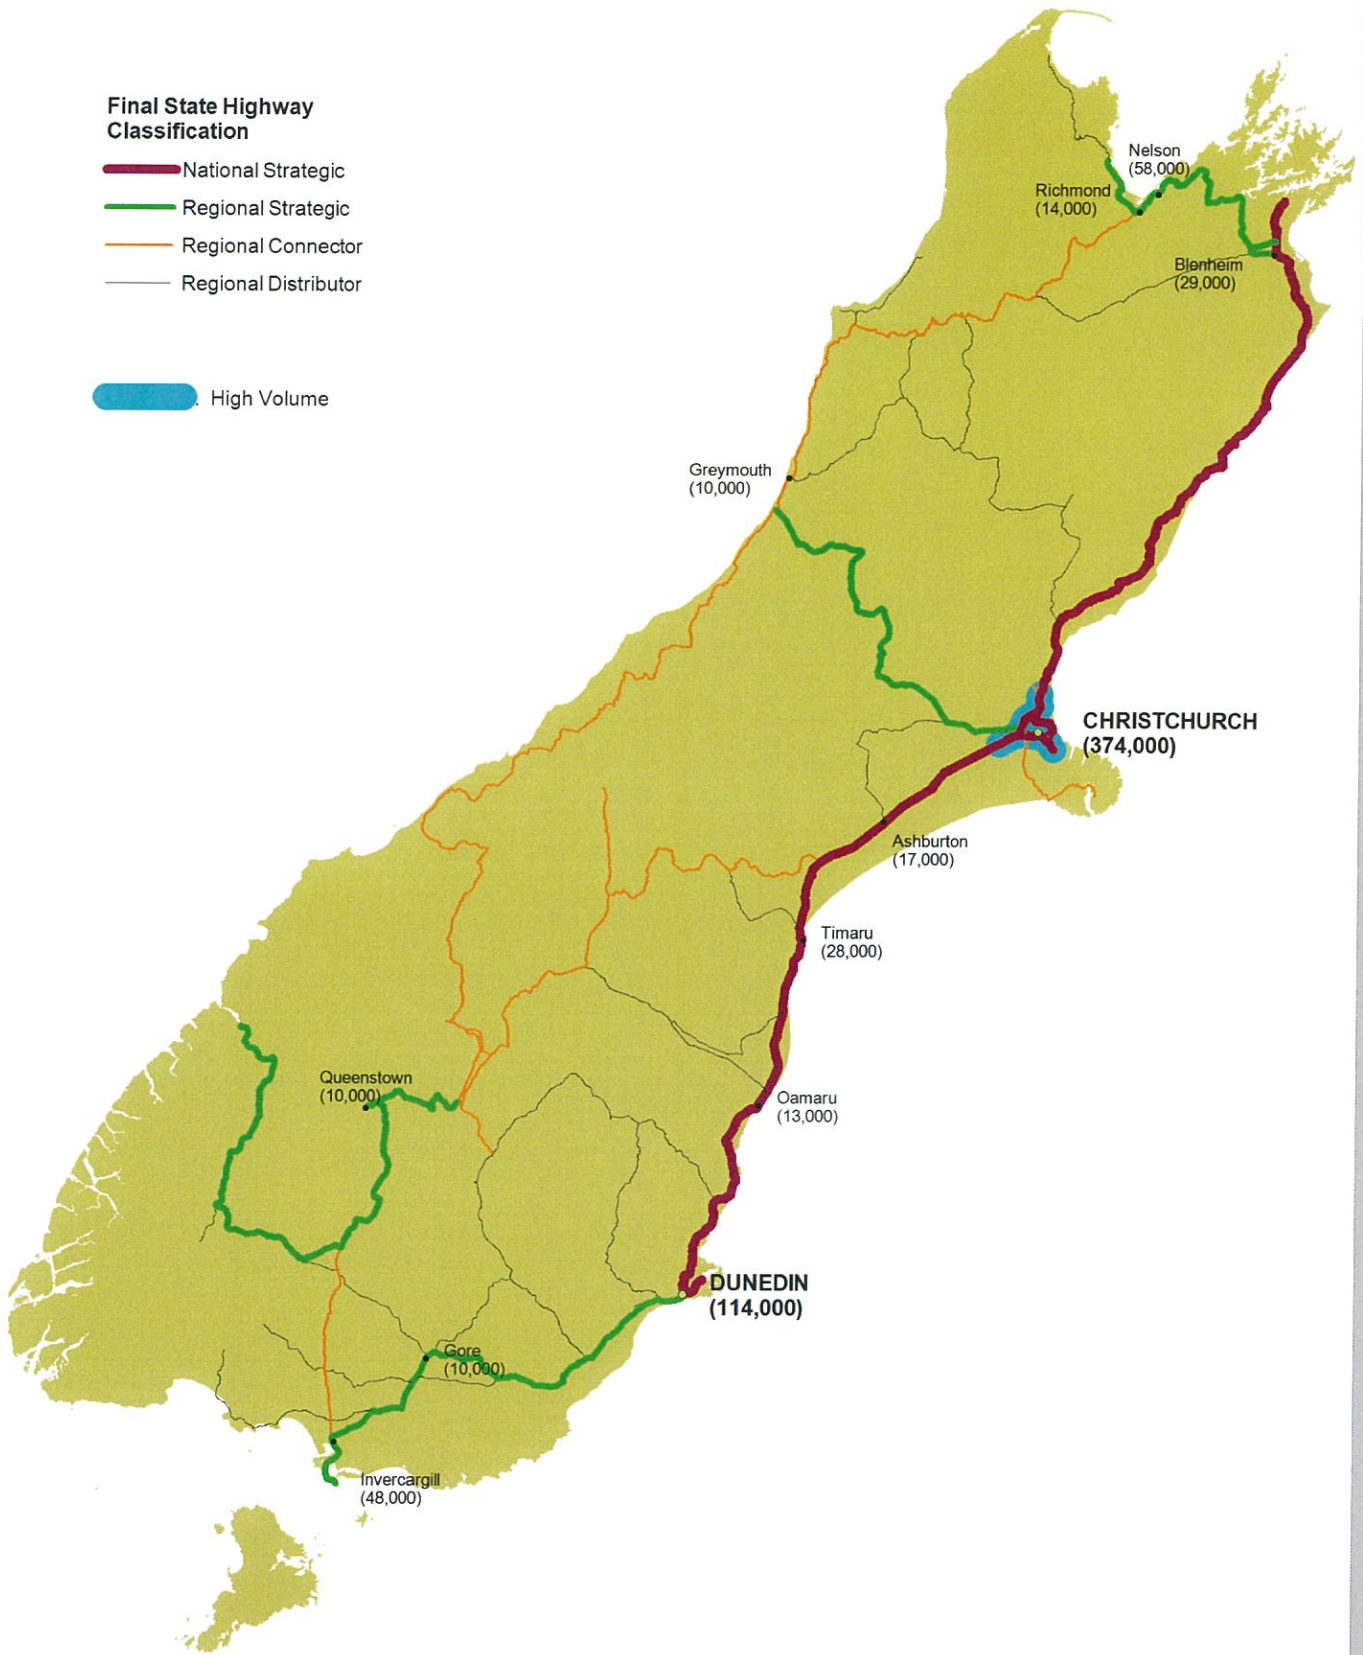 Final State Highway
Classification
National Strategic
Regional Strategic
Regional Connector
Regional Distributor
High Volume
Nelson
(58,000)
Richmond
(14,000)
Blenheim
(29,000)
Greymouth
(10,000)
CHRISTCHURCH
(374,000)
Ashburton
(17,000)
Timaru
(28,000)
Queenstown
(10,000)
Oamaru
(13,000)
DUNEDIN
(114,000)
Gore
(10,000)
Invercargill
(48,000)